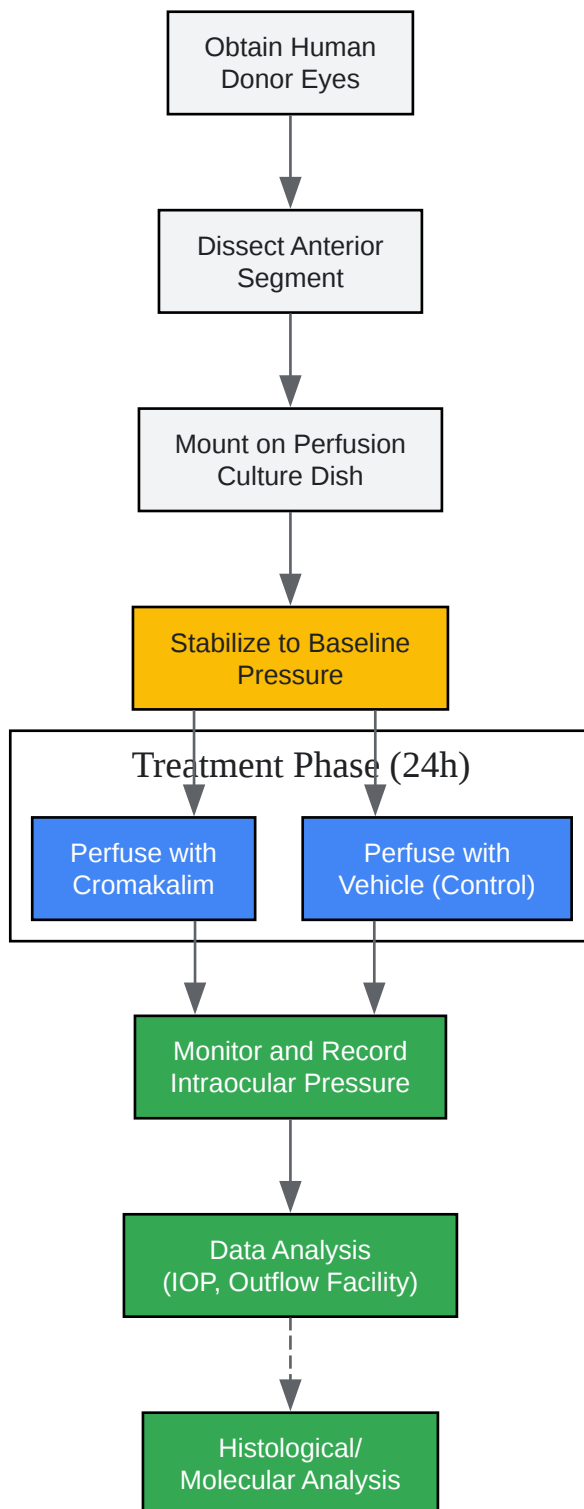 Obtain Human
Donor Eyes
Dissect Anterior
Segment
Mount on Perfusion
Culture Dish
Stabilize to Baseline
Pressure
Treatment Phase (24h)
Perfuse with
Cromakalim
Perfuse with
Vehicle (Control)
Monitor and Record
Intraocular Pressure
Data Analysis
(IOP, Outflow Facility)
Histological/
Molecular Analysis